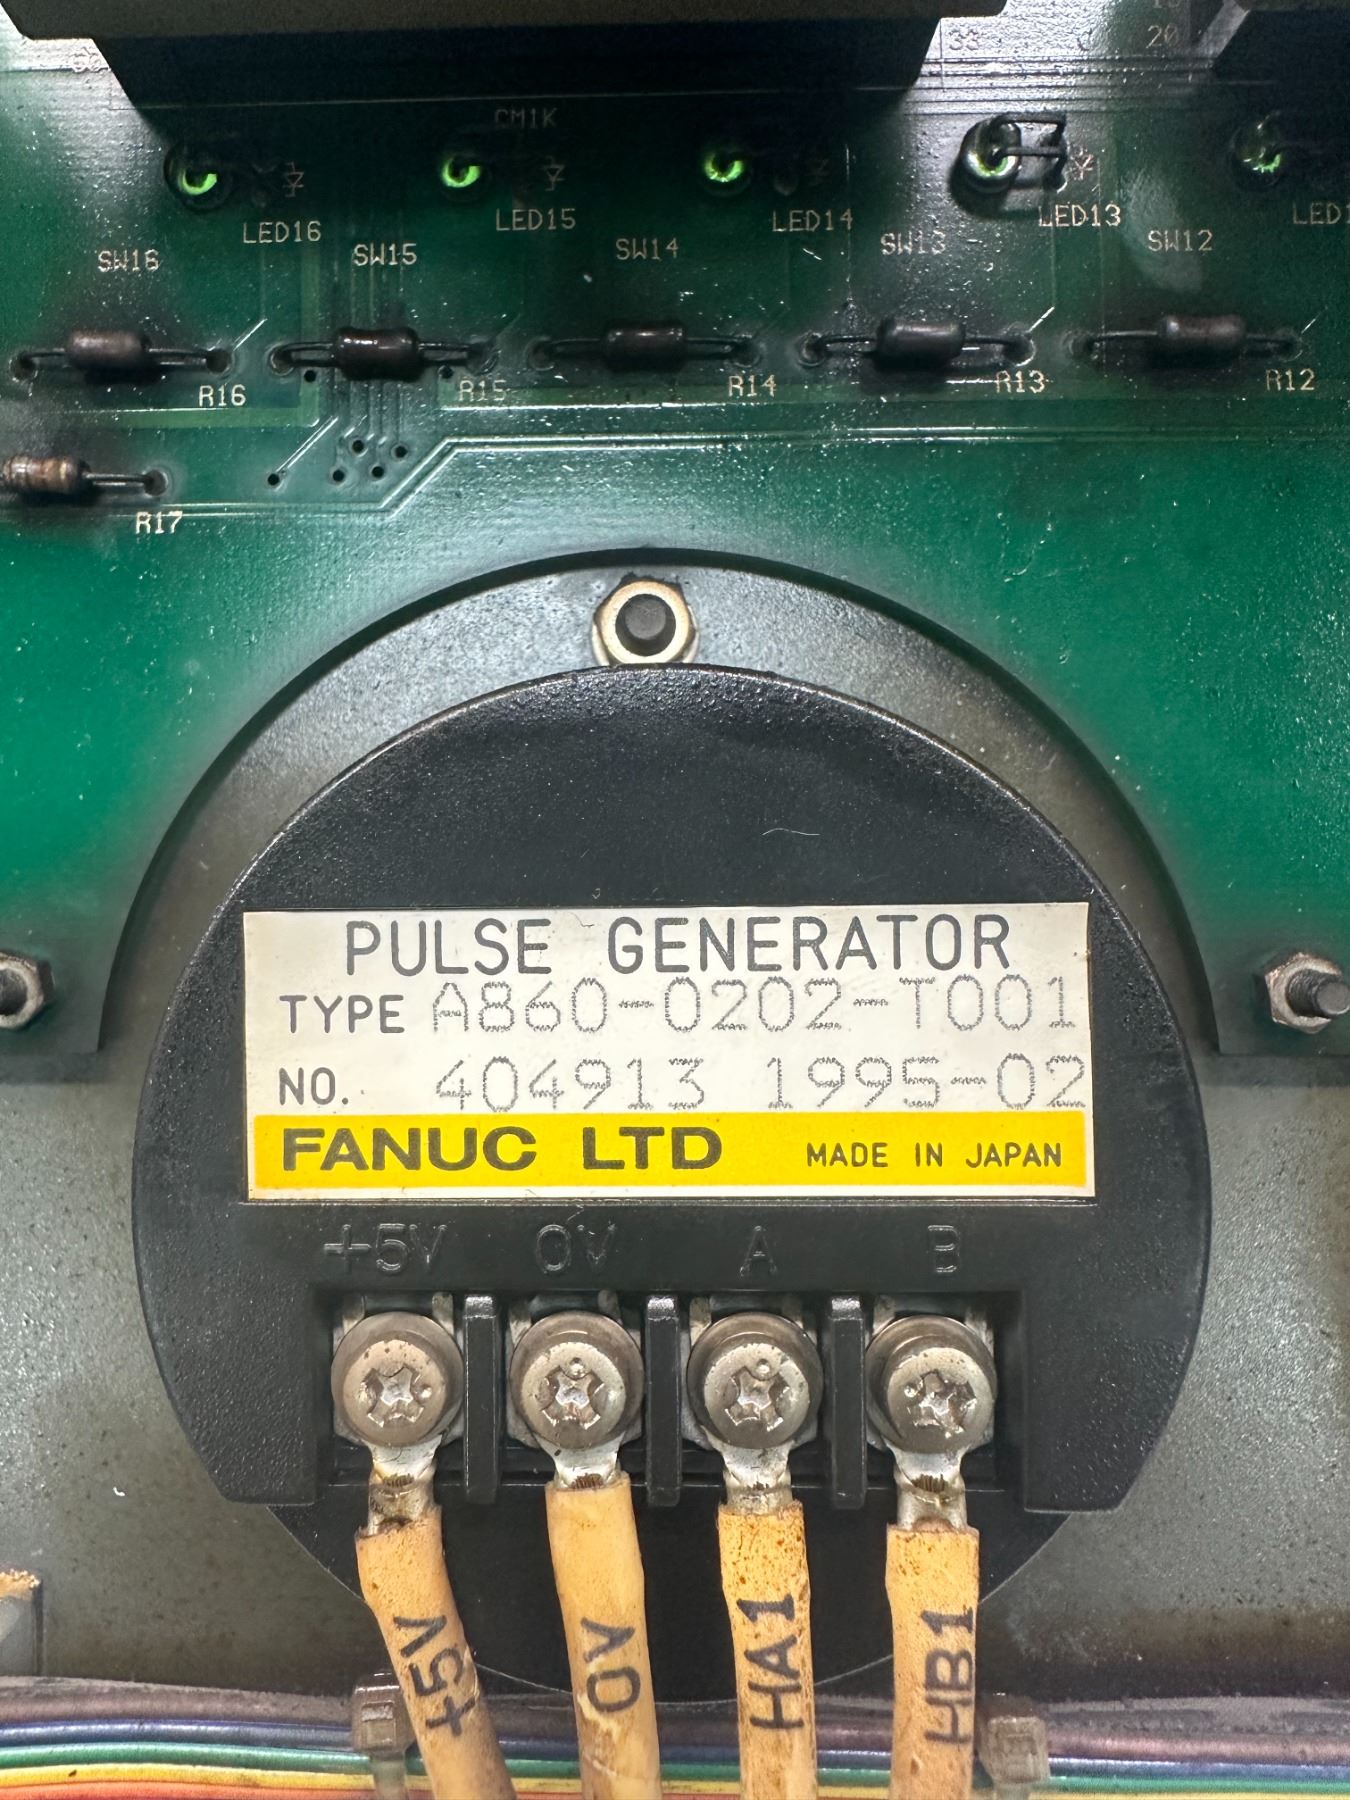 20
CM1K
LED16
LED15
LED14
LED13
SW16
SW15
SW14
SW13
SW12
R16
R15
R14
R13
R12
R17
PULSE GENERATOR
TYPE A860-0202-T001
NO. 404913 1995-02
FANUC LTD MADE IN JAPAN
+5V 0V A B
+5V
0V
HA1
HB1